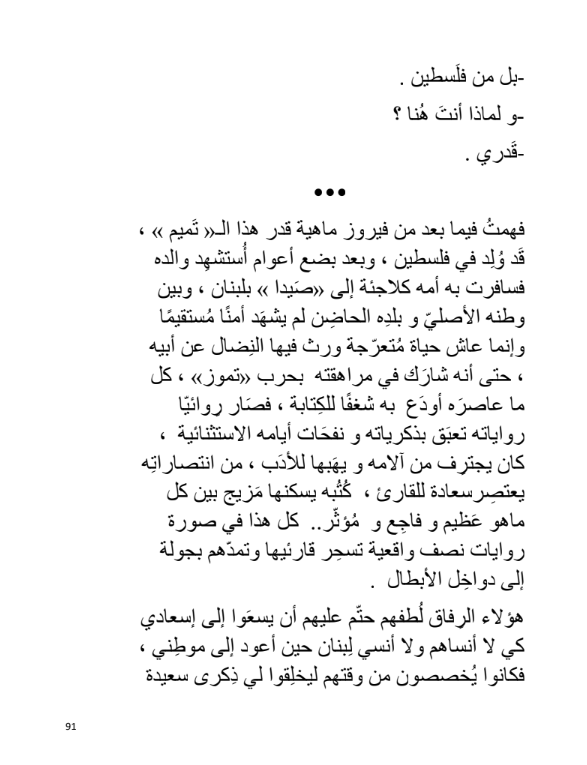 -بل من فلَسطين .
-و لماذا أنتَ هُنا ؟
-قَدري .
•••
فهمتُ فيما بعد من فيروز ماهية قدر هذا الـ« تَميم » ،
قَد وُلِد في فلسطين ، وبعد بضع أعوام أُستشهِد والده
فسافرت به أمه كلاجئة إلى «صَيدا » بلبنان ، وبين
وطنه الأصليّ و بلدِه الحاضِن لم يشهَد أمنًا مُستقيمًا
وإنما عاش حياة مُتعرّجة ورث فيها النِضال عن أبيه
، حتى أنه شارَك في مراهقته بحرب «تموز» ، كل
ما عاصرَه أودَع به شغفًا للكِتابة ، فصَار رِوائيّا
رواياته تعبَق بذكرياته و نفحَات أيامه الاستثنائية ،
كان يجترِف من آلامه و يهَبها للأدَب ، من انتصاراتِه
يعتصِرسعادة للقارئ ، كُتُبه يسكنها مَزيج بين كل
ماهو عَظيم و فاجِع و مُؤثّر.. كل هذا في صورة
روايات نصف واقعية تسحِر قارئيها وتمدّهم بجولة
إلى دواخِل الأبطال .
هؤلاء الرِفاق لُطفهم حتّم عليهم أن يسعَوا إلى إسعادي
كي لا أنساهم ولا أنسي لِبنان حين أعود إلى موطِني ،
فكانوا يُخصصون من وقتهم ليخلِقوا لي ذِكرى سعيدة
91